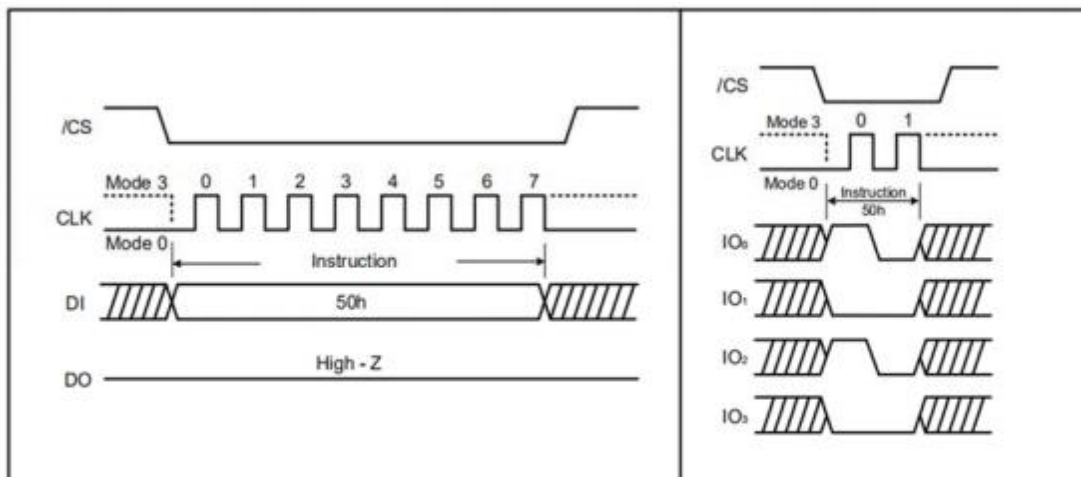 /CS
Mode 3
0 1 2 3 4 5 6 7
CLK
Mode 0
Instruction
DI
50h
High - Z
DO
/CS
Mode 3
0 1
CLK
Mode 0
Instruction
50h
IO₀
IO₁
IO₂
IO₃